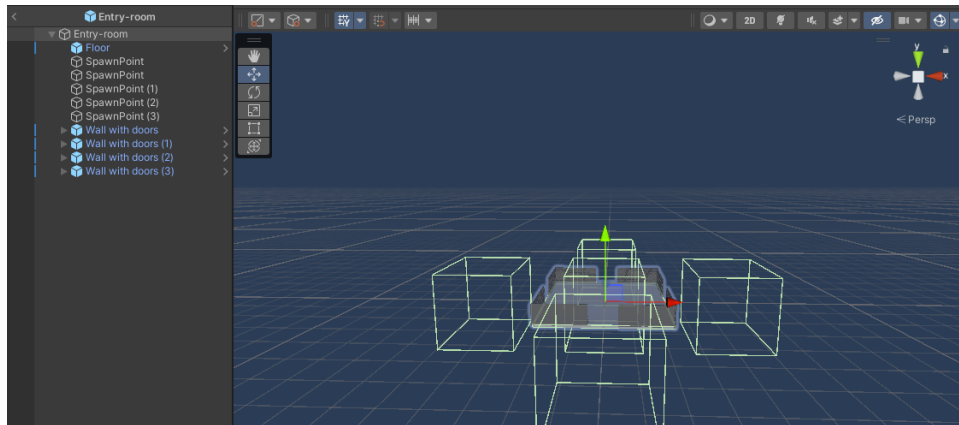 Entry-room
2D
Entry-room
Floor
SpawnPoint
SpawnPoint
SpawnPoint (1)
SpawnPoint (2)
SpawnPoint (3)
Wall with doors
Wall with doors (1)
Wall with doors (2)
Wall with doors (3)
y
x
Persp